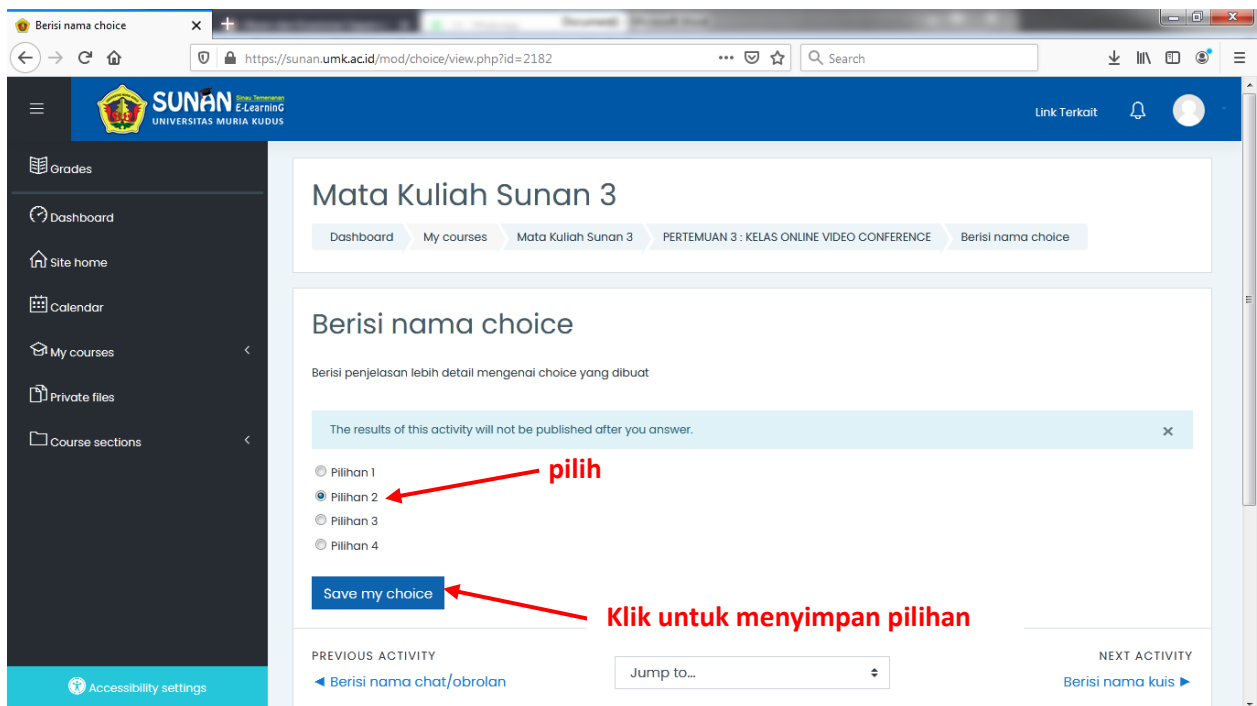 Berisi nama choice
https://sunan.umk.ac.id/mod/choice/view.php?id=2182
Search
SUNAN Sinau Temenanan E-Learning
UNIVERSITAS MURIA KUDUS
Link Terkait
Grades
Dashboard
Site home
Calendar
My courses
Private files
Course sections
Accessibility settings
Mata Kuliah Sunan 3
Dashboard My courses Mata Kuliah Sunan 3 PERTEMUAN 3 : KELAS ONLINE VIDEO CONFERENCE Berisi nama choice
Berisi nama choice
Berisi penjelasan lebih detail mengenai choice yang dibuat
The results of this activity will not be published after you answer.
Pilihan 1
pilih
Pilihan 2
Pilihan 3
Pilihan 4
Save my choice
Klik untuk menyimpan pilihan
PREVIOUS ACTIVITY
◄ Berisi nama chat/obrolan
Jump to...
NEXT ACTIVITY
Berisi nama kuis ►